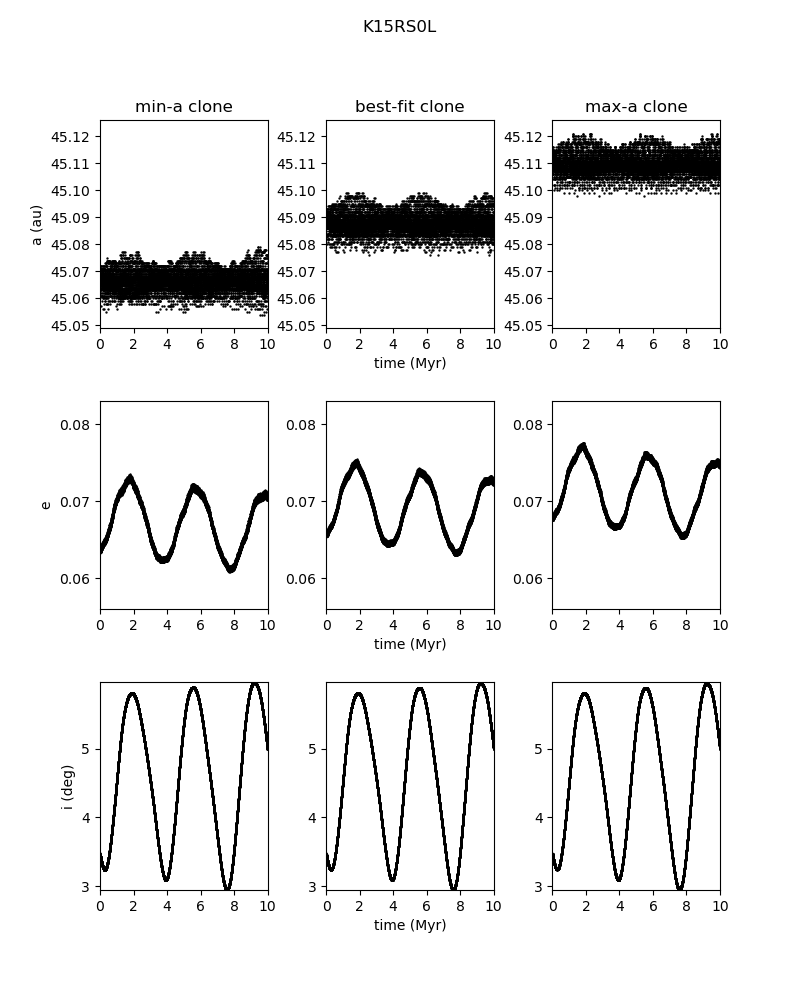 K15RS0L
min-a clone best-fit clone max-a clone
45.12 45.12 45.12
45.11 45.11 45.11
45.10 45.10 45.10
45.09 45.09 45.09
a (au)
45.08 45.08 45.08
45.07 45.07 45.07
45.06 45.06 45.06
45.05 45.05 45.05
0 2 4 6 8 10 0 2 4 6 8 10 0 2 4 6 8 10
time (Myr)
0.08 0.08 0.08
e
0.07 0.07 0.07
0.06 0.06 0.06
0 2 4 6 8 10 0 2 4 6 8 10 0 2 4 6 8 10
time (Myr)
5 5 5
i (deg)
4 4 4
3 3 3
0 2 4 6 8 10 0 2 4 6 8 10 0 2 4 6 8 10
time (Myr)